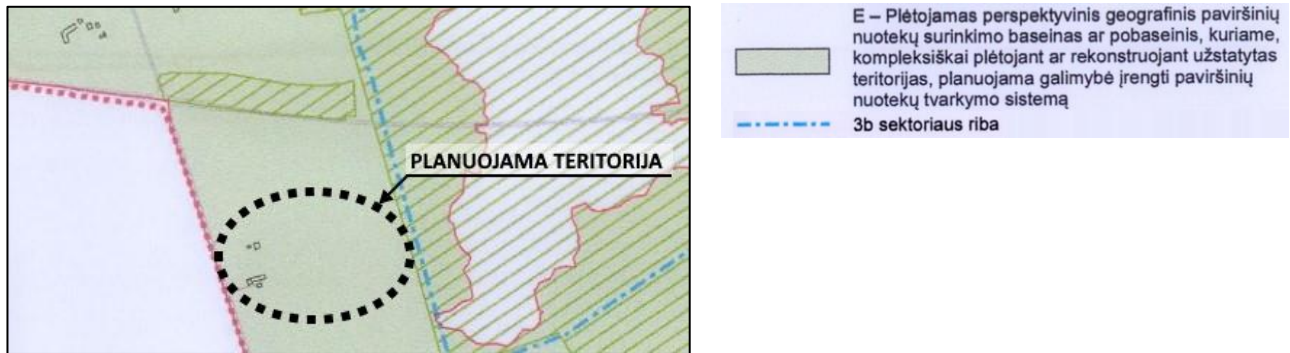 PLANUOJAMA TERITORIJA
E – Plėtojamas perspektyvinis geografinis paviršinių
nuotekų surinkimo baseinas ar pobaseinis, kuriame,
kompleksiškai plėtojant ar rekonstruojant užstatytas
teritorijas, planuojama galimybė įrengti paviršinių
nuotekų tvarkymo sistemą
3b sektoriaus riba